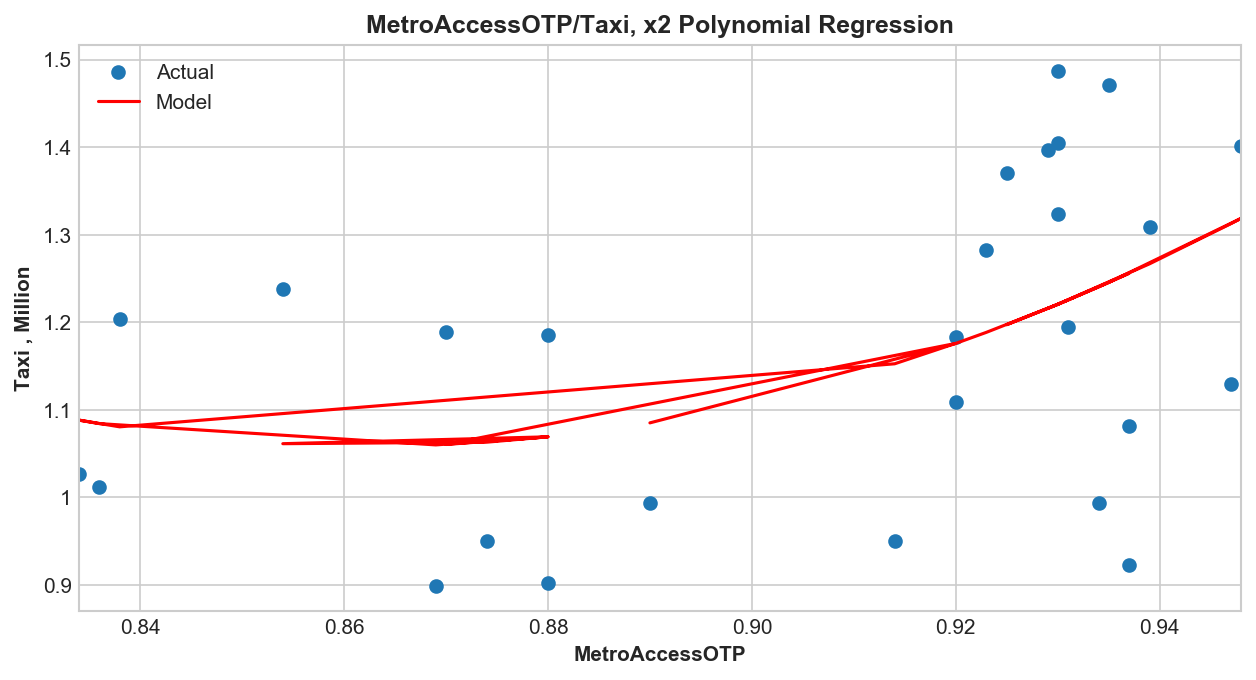 MetroAccessOTP/Taxi, x2 Polynomial Regression
Actual
Model
1.5
1.4
1.3
1.2
1.1
1
0.9
Taxi , Million
0.84 0.86 0.88 0.90 0.92 0.94
MetroAccessOTP